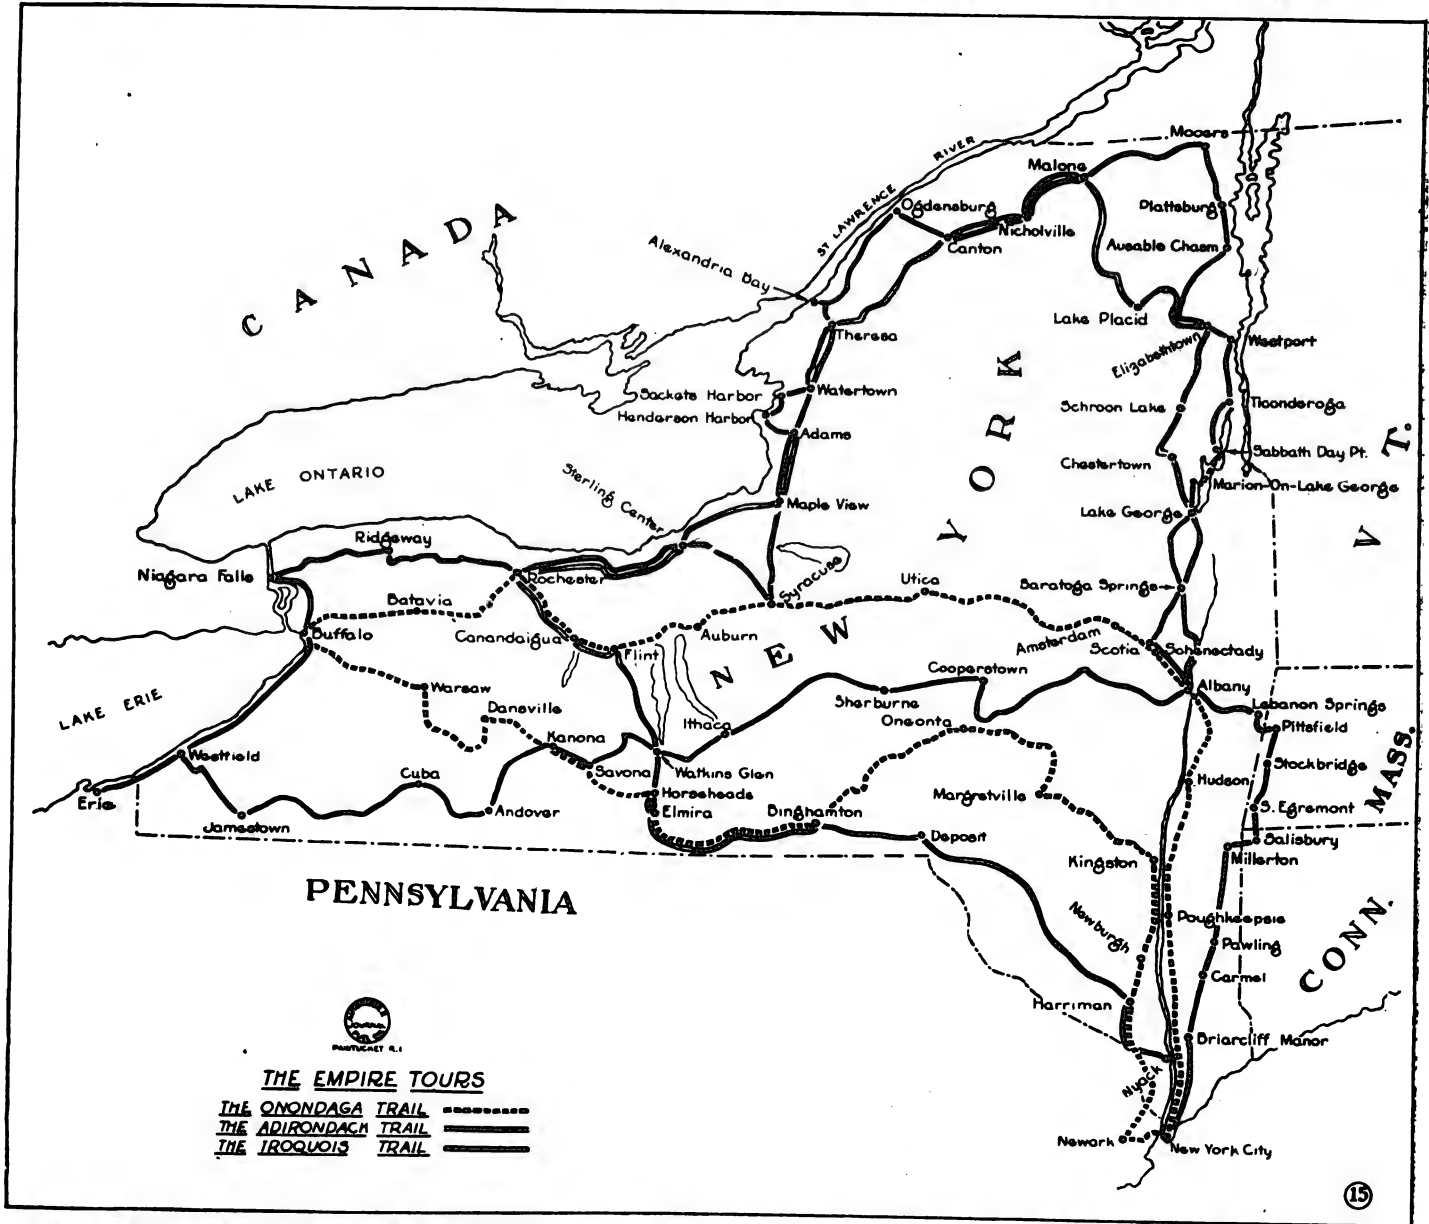 CANADA
ST LAWRENCE RIVER
Mooers
Malone
Ogdensburg
Nicholville
Canton
Plattsburg
Ausable Chasm
Alexandria Bay
Lake Placid
Theresa
Elizabethtown
Westport
Sackets Harbor
Watertown
Henderson Harbor
Schroon Lake
Ticonderoga
Adams
Chestertown
Sabbath Day Pt.
Marion-On-Lake George
LAKE ONTARIO
Sterling Center
Maple View
Lake George
NEW YORK
VT.
Ridgeway
Niagara Falls
Rochester
Syracuse
Utica
Saratoga Springs
Batavia
Buffalo
Canandaigua
Flint
Auburn
Amsterdam
Scotia
Schenectady
Cooperstown
Albany
LAKE ERIE
Warsaw
Dansville
Ithaca
Sherburne
Oneonta
Lebanon Springs
Pittsfield
Westfield
Kanona
Savona
Watkins Glen
Stockbridge
MASS.
Erie
Cuba
Horseheads
Hudson
Margretville
Jamestown
Andover
Elmira
Binghamton
S. Egremont
Deposit
Salisbury
Millerton
Kingston
PENNSYLVANIA
Newburgh
Poughkeepsie
Pawling
CONN.
Carmel
Harriman
Briarcliff Manor
Nyack
Newark
New York City
JOURNAL
PAWTUCKET R.I
THE EMPIRE TOURS
THE ONONDAGA TRAIL
THE ADIRONDACK TRAIL
THE IROQUOIS TRAIL
15